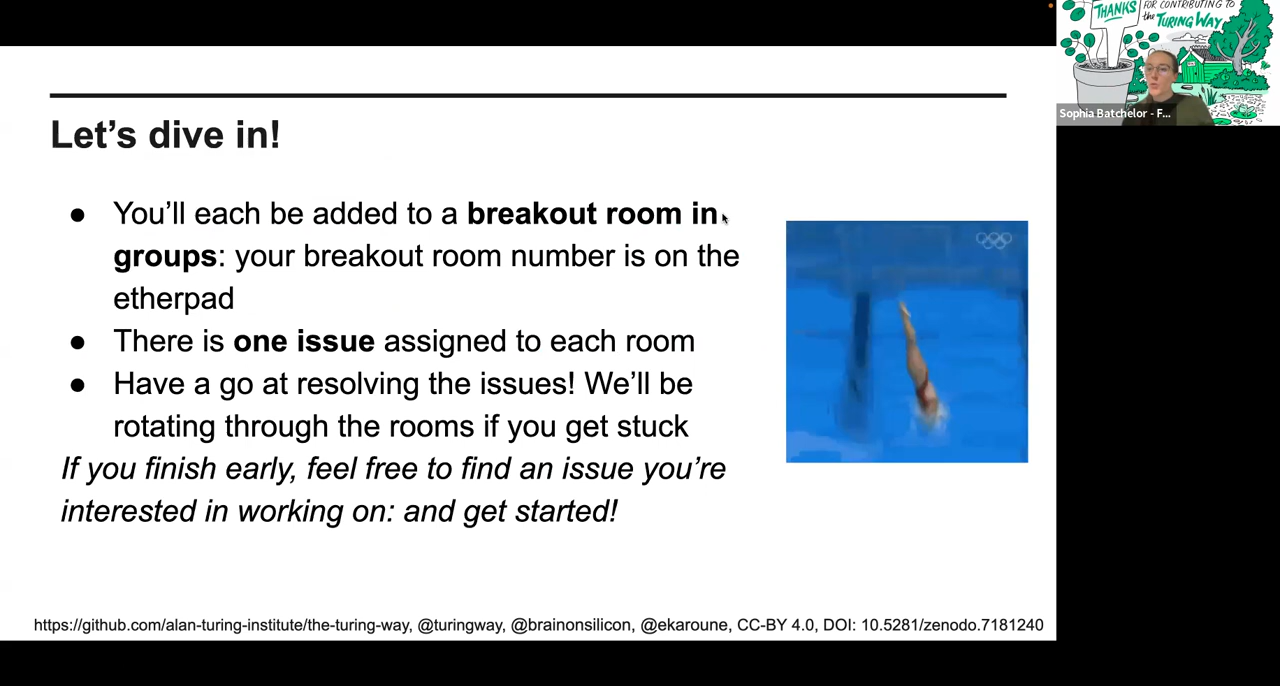 THANKS FOR CONTRIBUTING TO
the TURING WAY
Sophia Batchelor - F...
Let's dive in!
● You'll each be added to a breakout room in
groups: your breakout room number is on the
etherpad
● There is one issue assigned to each room
● Have a go at resolving the issues! We'll be
rotating through the rooms if you get stuck
If you finish early, feel free to find an issue you're
interested in working on: and get started!
https://github.com/alan-turing-institute/the-turing-way, @turingway, @brainonsilicon, @ekaroune, CC-BY 4.0, DOI: 10.5281/zenodo.7181240